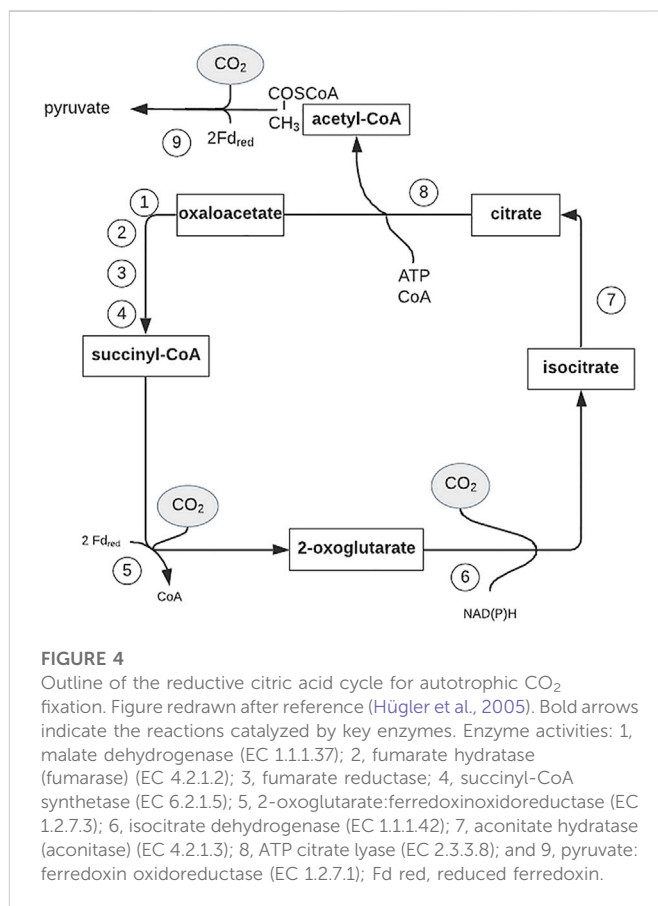 CO2
pyruvate
COSCoA
CH3
acetyl-CoA
9
2Fdred
8
1
oxaloacetate
citrate
2
ATP
CoA
3
4
7
succinyl-CoA
isocitrate
CO2
CO2
2 Fdred
2-oxoglutarate
5
6
CoA
NAD(P)H
FIGURE 4
Outline of the reductive citric acid cycle for autotrophic CO2
fixation. Figure redrawn after reference (Hügler et al., 2005). Bold arrows
indicate the reactions catalyzed by key enzymes. Enzyme activities: 1,
malate dehydrogenase (EC 1.1.1.37); 2, fumarate hydratase
(fumarase) (EC 4.2.1.2); 3, fumarate reductase; 4, succinyl-CoA
synthetase (EC 6.2.1.5); 5, 2-oxoglutarate:ferredoxinoxidoreductase (EC
1.2.7.3); 6, isocitrate dehydrogenase (EC 1.1.1.42); 7, aconitate hydratase
(aconitase) (EC 4.2.1.3); 8, ATP citrate lyase (EC 2.3.3.8); and 9, pyruvate:
ferredoxin oxidoreductase (EC 1.2.7.1); Fd red, reduced ferredoxin.